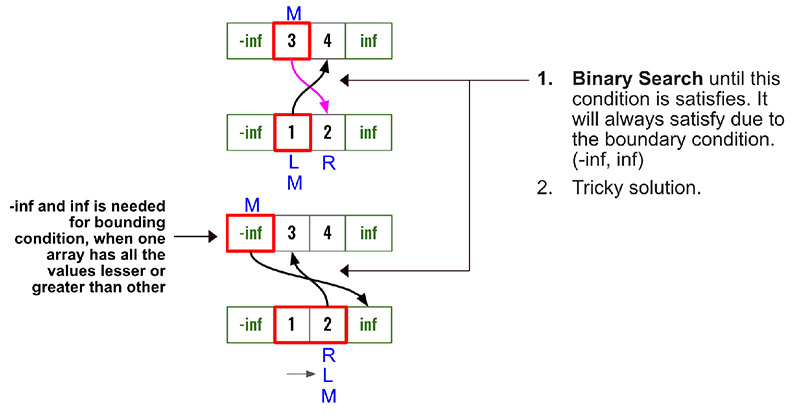 M
-inf 3 4 inf
-inf 1 2 inf
L R
M
1. Binary Search until this
condition is satisfies. It
will always satisfy due to
the boundary condition.
(-inf, inf)
2. Tricky solution.
-inf and inf is needed
for bounding
condition, when one
array has all the
values lesser or
greater than other
M
-inf 3 4 inf
-inf 1 2 inf
R
L
M